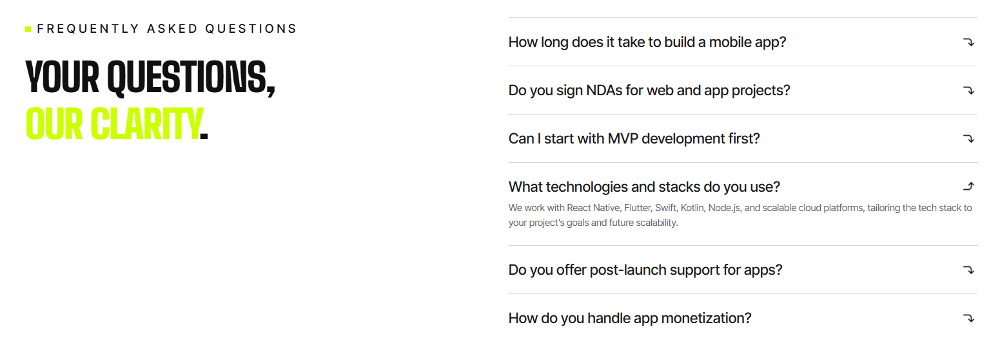 FREQUENTLY ASKED QUESTIONS
YOUR QUESTIONS,
OUR CLARITY.
How long does it take to build a mobile app?
Do you sign NDAs for web and app projects?
Can I start with MVP development first?
What technologies and stacks do you use?
We work with React Native, Flutter, Swift, Kotlin, Node.js, and scalable cloud platforms, tailoring the tech stack to
your project’s goals and future scalability.
Do you offer post-launch support for apps?
How do you handle app monetization?